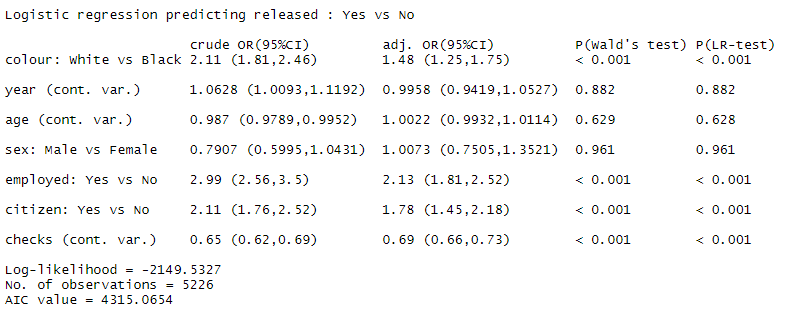 Logistic regression predicting released : Yes vs No
crude OR(95%CI) adj. OR(95%CI) P(Wald's test) P(LR-test)
colour: White vs Black 2.11 (1.81,2.46) 1.48 (1.25,1.75) < 0.001 < 0.001
year (cont. var.) 1.0628 (1.0093,1.1192) 0.9958 (0.9419,1.0527) 0.882 0.882
age (cont. var.) 0.987 (0.9789,0.9952) 1.0022 (0.9932,1.0114) 0.629 0.628
sex: Male vs Female 0.7907 (0.5995,1.0431) 1.0073 (0.7505,1.3521) 0.961 0.961
employed: Yes vs No 2.99 (2.56,3.5) 2.13 (1.81,2.52) < 0.001 < 0.001
citizen: Yes vs No 2.11 (1.76,2.52) 1.78 (1.45,2.18) < 0.001 < 0.001
checks (cont. var.) 0.65 (0.62,0.69) 0.69 (0.66,0.73) < 0.001 < 0.001
Log-likelihood = -2149.5327
No. of observations = 5226
AIC value = 4315.0654